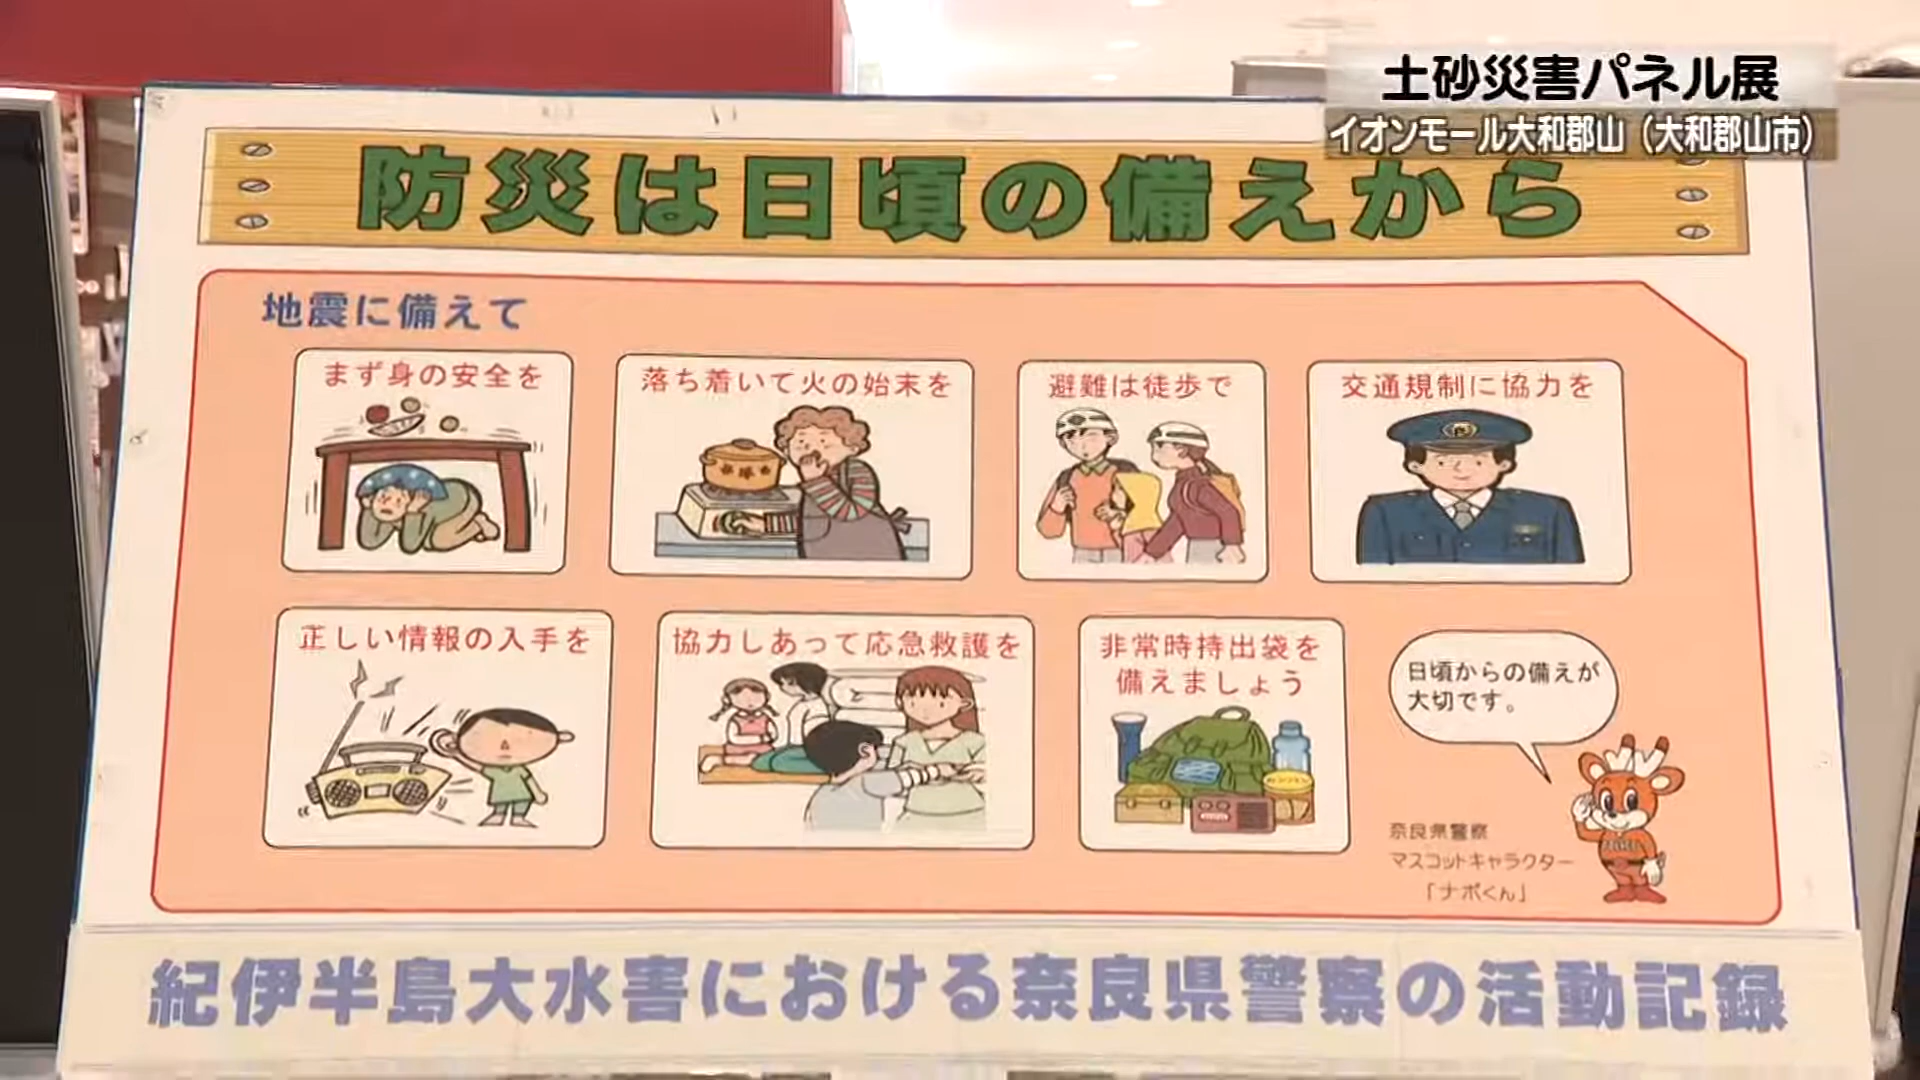 土砂災害パネル展
イオンモール大和郡山（大和郡山市）
防災は日頃の備えから
地震に備えて
まず身の安全を
落ち着いて火の始末を
避難は徒歩で
交通規制に協力を
正しい情報の入手を
協力しあって応急救護を
非常時持出袋を
備えましょう
日頃からの備えが
大切です。
奈良県警察
マスコットキャラクター
「ナポくん」
紀伊半島大水害における奈良県警察の活動記録